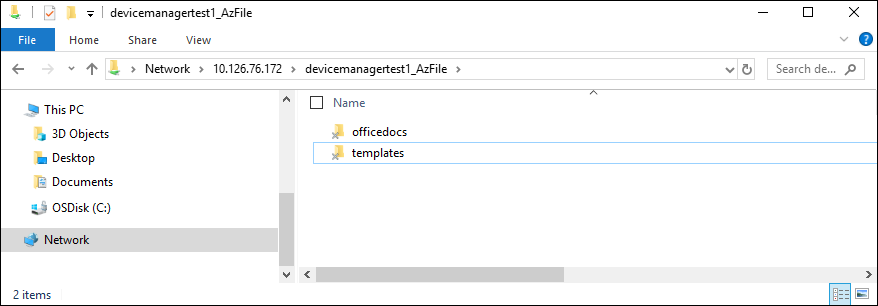 devicemanagertest1_AzFile
File Home Share View
Network 10.126.76.172 devicemanagertest1_AzFile Search de...
This PC
3D Objects
Desktop
Documents
OSDisk (C:)
Network
Name
officedocs
templates
2 items